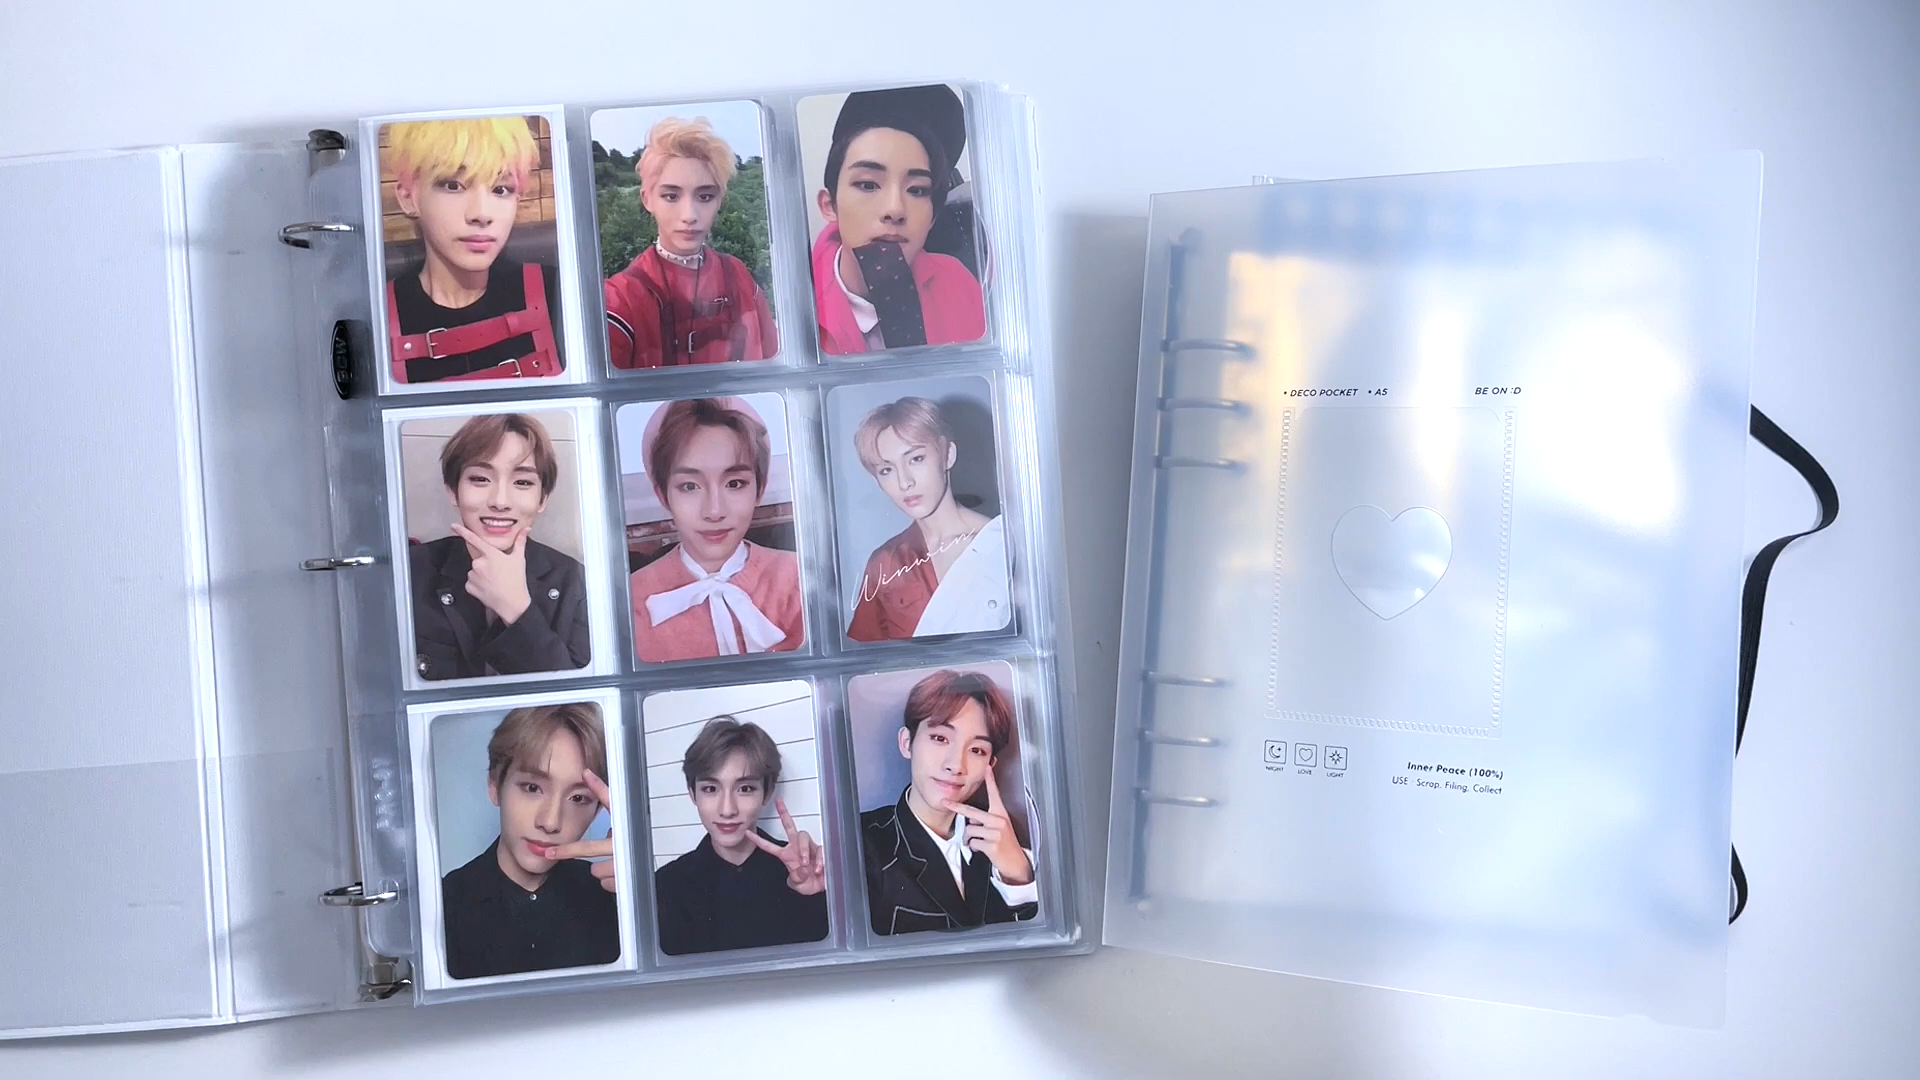 Winwin
• DECO POCKET • A5
BE ON :D
NIGHT
LOVE
LIGHT
Inner Peace (100%)
USE : Scrap, Filing, Collect